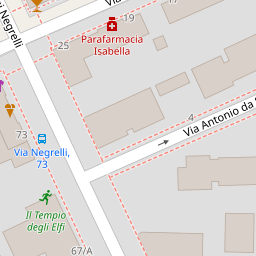 Via
Negrelli
19
25
Parafarmacia
Isabella
4
Via Antonio da
73
Via Negrelli,
73
Il Tempio
degli Elfi
67/A